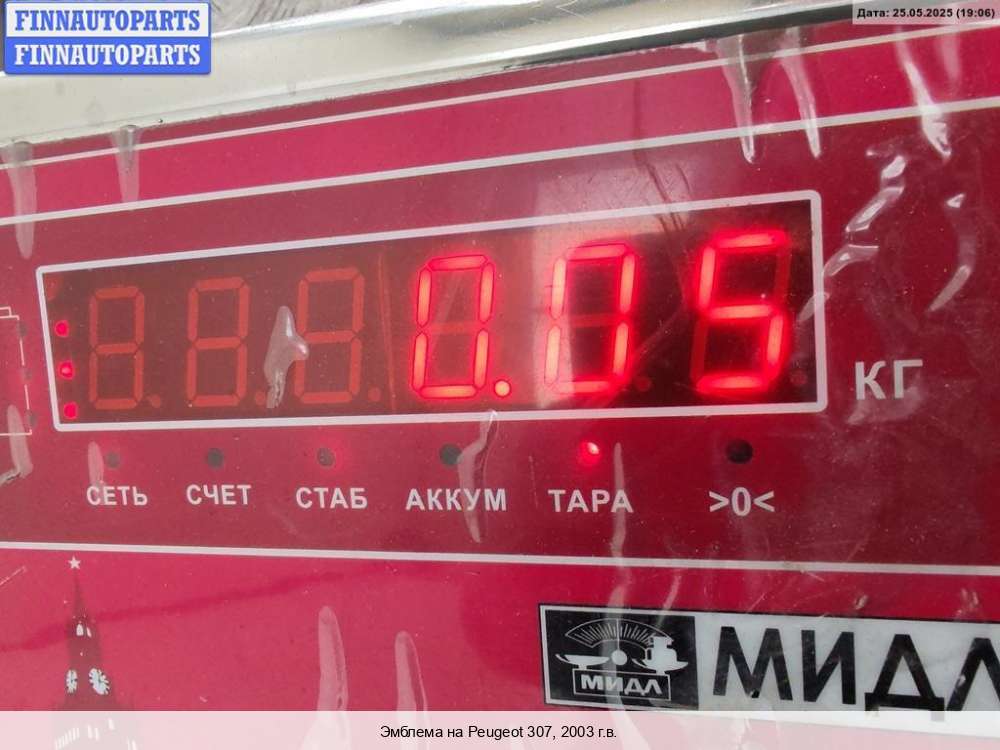 FINNAUTOPARTS
FINNAUTOPARTS
Дата: 25.05.2025 (19:06)
0.05
КГ
СЕТЬ СЧЕТ СТАБ АККУМ ТАРА >0<
МИДЛ
МИДЛ
Эмблема на Peugeot 307, 2003 г.в.